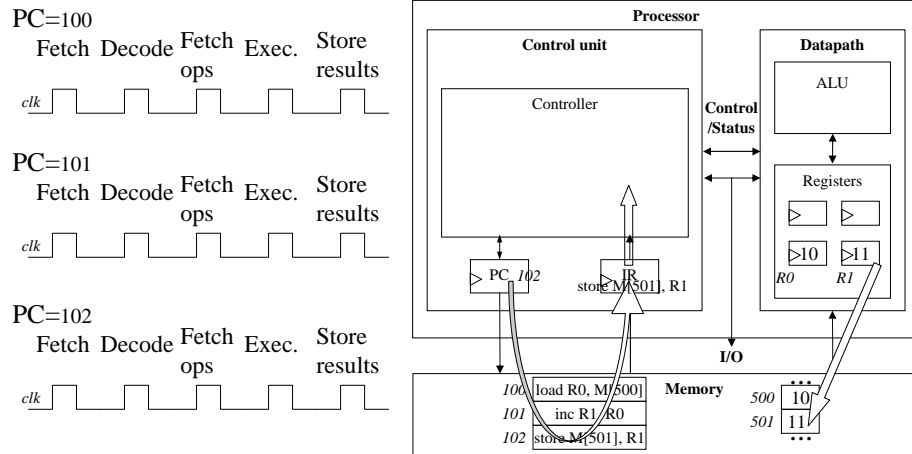 PC=100
Fetch Decode Fetch ops Exec. Store results
clk
PC=101
Fetch Decode Fetch ops Exec. Store results
clk
PC=102
Fetch Decode Fetch ops Exec. Store results
clk
Processor
Control unit
Datapath
Controller
ALU
Control
/Status
Registers
10 11
R0 R1
PC 102
IR
store M[501], R1
I/O
Memory
100 load R0, M[500]
101 inc R1, R0
102 store M[501], R1
•••
500 10
501 11
•••